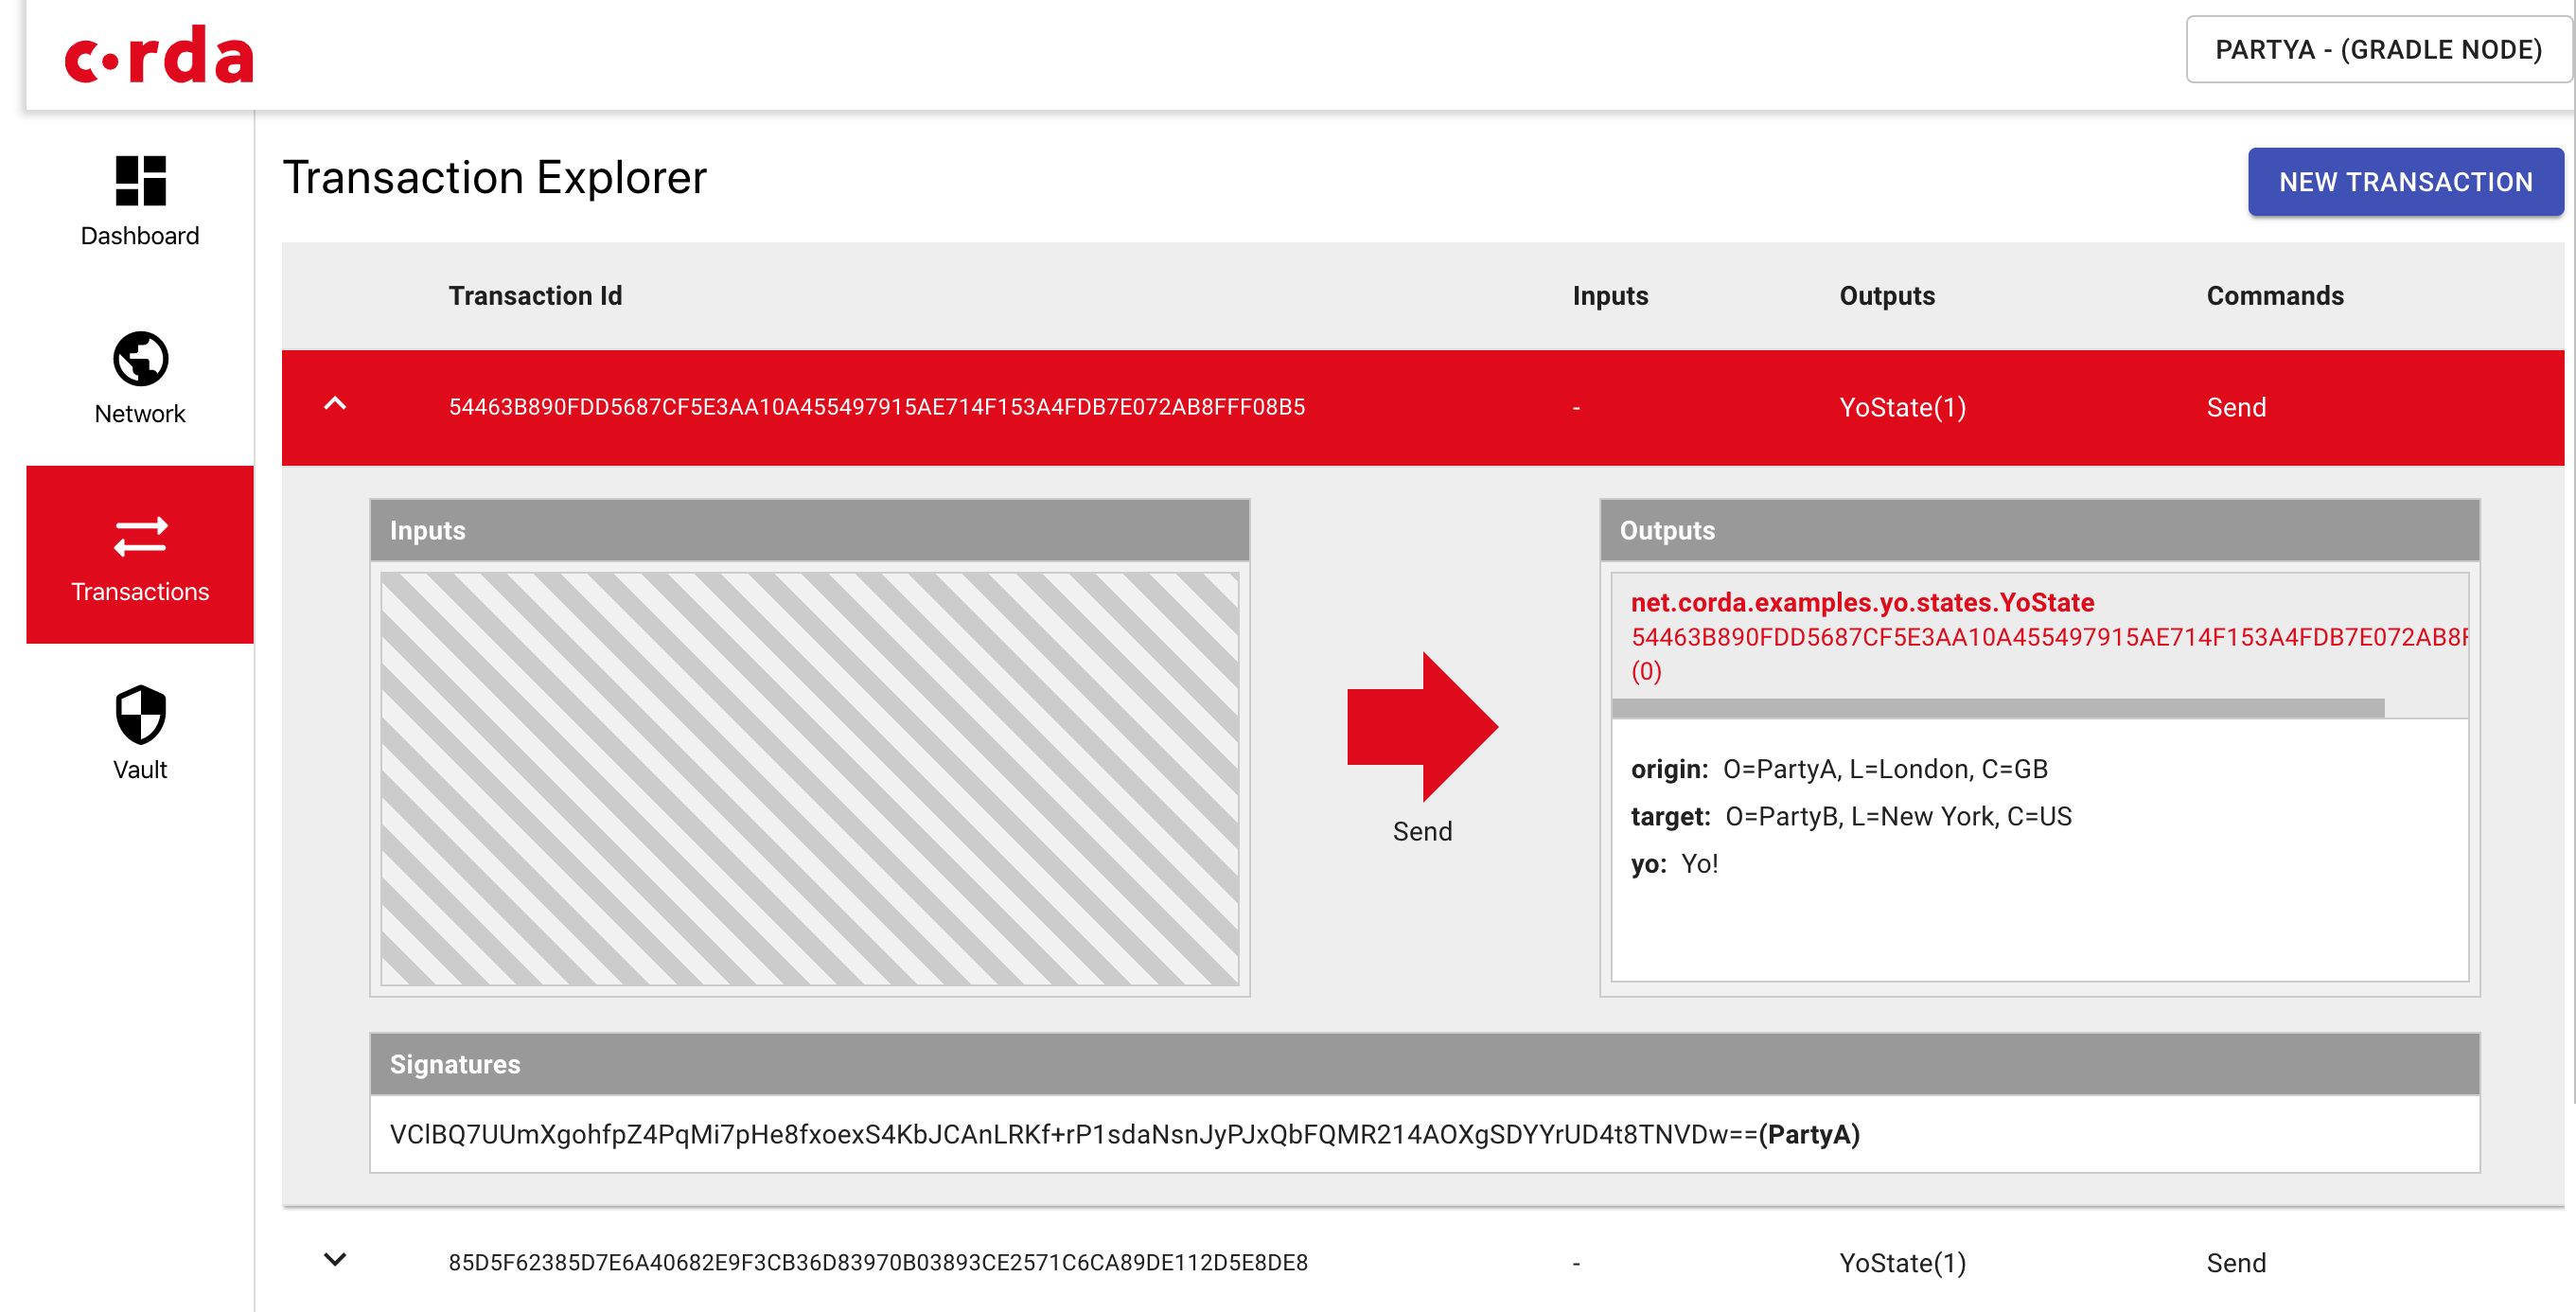 corda
PARTYA - (GRADLE NODE)
Dashboard
Network
Transactions
Vault
Transaction Explorer
NEW TRANSACTION
Transaction Id Inputs Outputs Commands
54463B890FDD5687CF5E3AA10A455497915AE714F153A4FDB7E072AB8FFF08B5 - YoState(1) Send
Inputs
Send
Outputs
net.corda.examples.yo.states.YoState
54463B890FDD5687CF5E3AA10A455497915AE714F153A4FDB7E072AB8F
(0)
origin: O=PartyA, L=London, C=GB
target: O=PartyB, L=New York, C=US
yo: Yo!
Signatures
VClBQ7UUmXgohfpZ4PqMi7pHe8fxoexS4KbJCAnLRKf+rP1sdaNsnJyPJxQbFQMR214AOXgSDYYrUD4t8TNVDw==(PartyA)
85D5F62385D7E6A40682E9F3CB36D83970B03893CE2571C6CA89DE112D5E8DE8 - YoState(1) Send